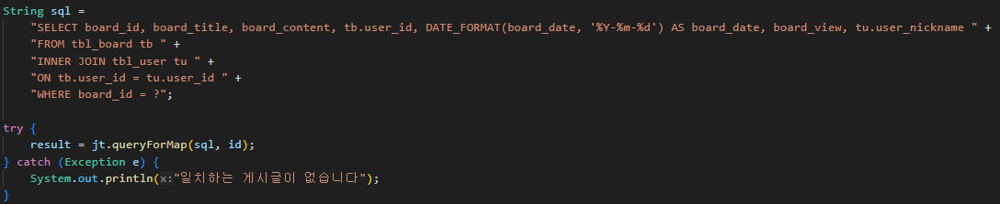 String sql =
"SELECT board_id, board_title, board_content, tb.user_id, DATE_FORMAT(board_date, '%Y-%m-%d') AS board_date, board_view, tu.user_nickname " +
"FROM tbl_board tb " +
"INNER JOIN tbl_user tu " +
"ON tb.user_id = tu.user_id " +
"WHERE board_id = ?";
try {
result = jt.queryForMap(sql, id);
} catch (Exception e) {
System.out.println(x:"일치하는 게시글이 없습니다");
}